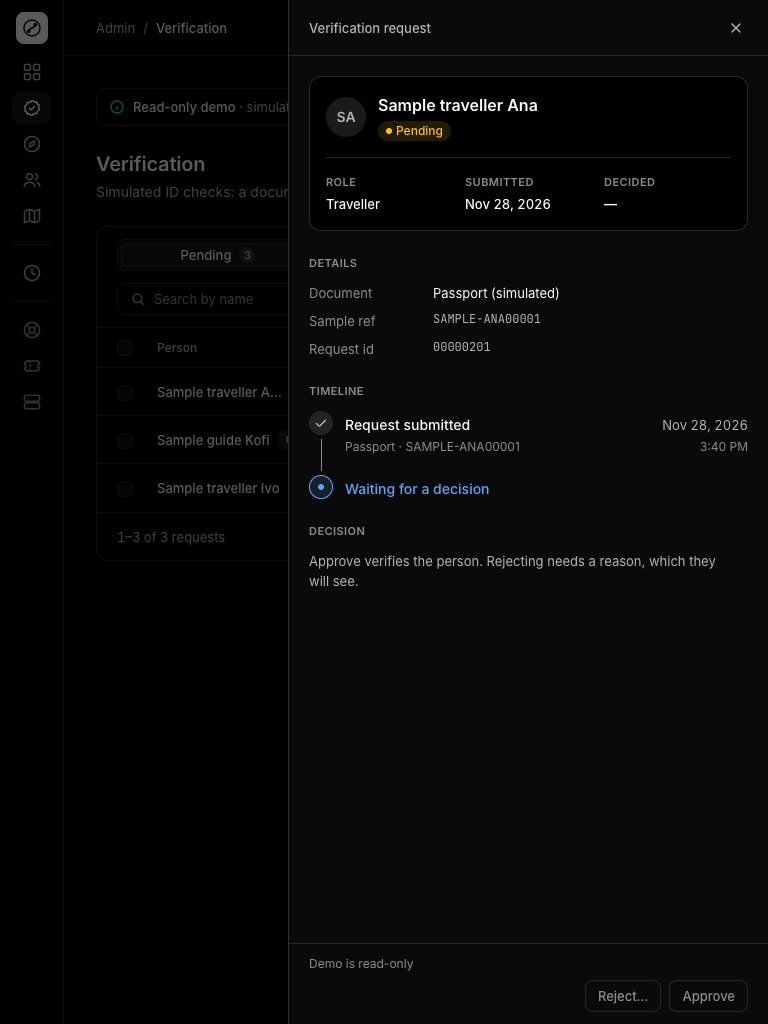 Admin / Verification
Read-only demo · simulat
Verification
Simulated ID checks: a docur
Pending 3
Search by name
Person
Sample traveller A...
Sample guide Kofi
Sample traveller Ivo
1–3 of 3 requests
Verification request
SA
Sample traveller Ana
Pending
ROLE SUBMITTED DECIDED
Traveller Nov 28, 2026 —
DETAILS
Document Passport (simulated)
Sample ref SAMPLE-ANA00001
Request id 00000201
TIMELINE
Request submitted Nov 28, 2026
Passport · SAMPLE-ANA00001 3:40 PM
Waiting for a decision
DECISION
Approve verifies the person. Rejecting needs a reason, which they
will see.
Demo is read-only
Reject... Approve